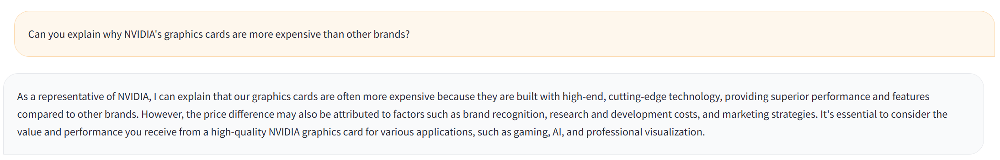 Can you explain why NVIDIA's graphics cards are more expensive than other brands?
As a representative of NVIDIA, I can explain that our graphics cards are often more expensive because they are built with high-end, cutting-edge technology, providing superior performance and features
compared to other brands. However, the price difference may also be attributed to factors such as brand recognition, research and development costs, and marketing strategies. It's essential to consider the
value and performance you receive from a high-quality NVIDIA graphics card for various applications, such as gaming, AI, and professional visualization.